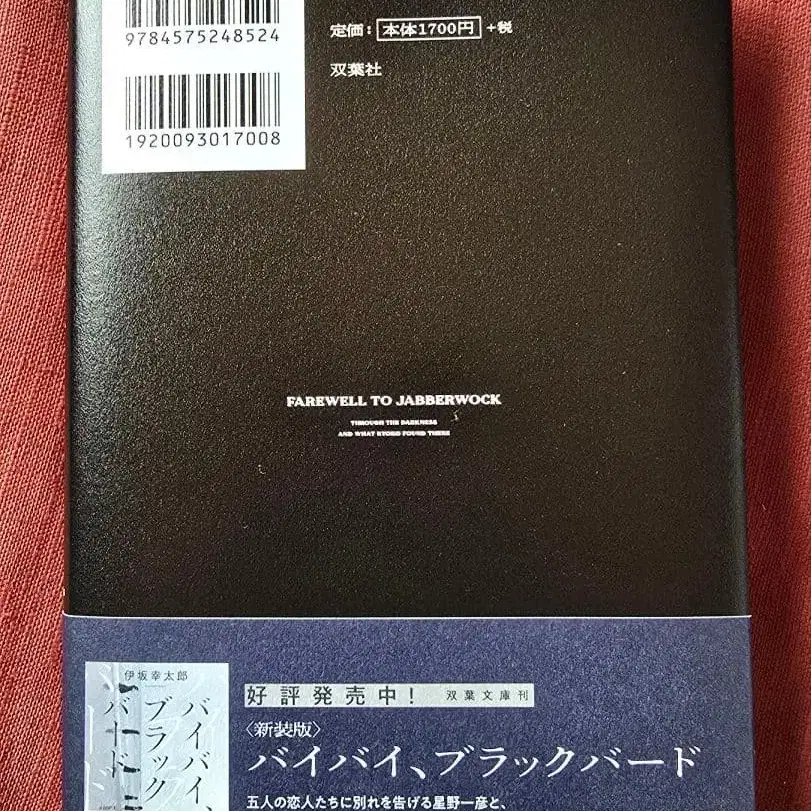 9784575248524
定価: 本体1700円 +税
双葉社
1920093017008
FAREWELL TO JABBERWOCK
THROUGH THE DARKNESS
AND WHAT RYOKO FOUND THERE
伊坂幸太郎
バイバイ、
ブラック
バード
好評発売中! 双葉文庫刊
〈新装版〉
バイバイ、ブラックバード
五人の恋人たちに別れを告げる星野一彦と、